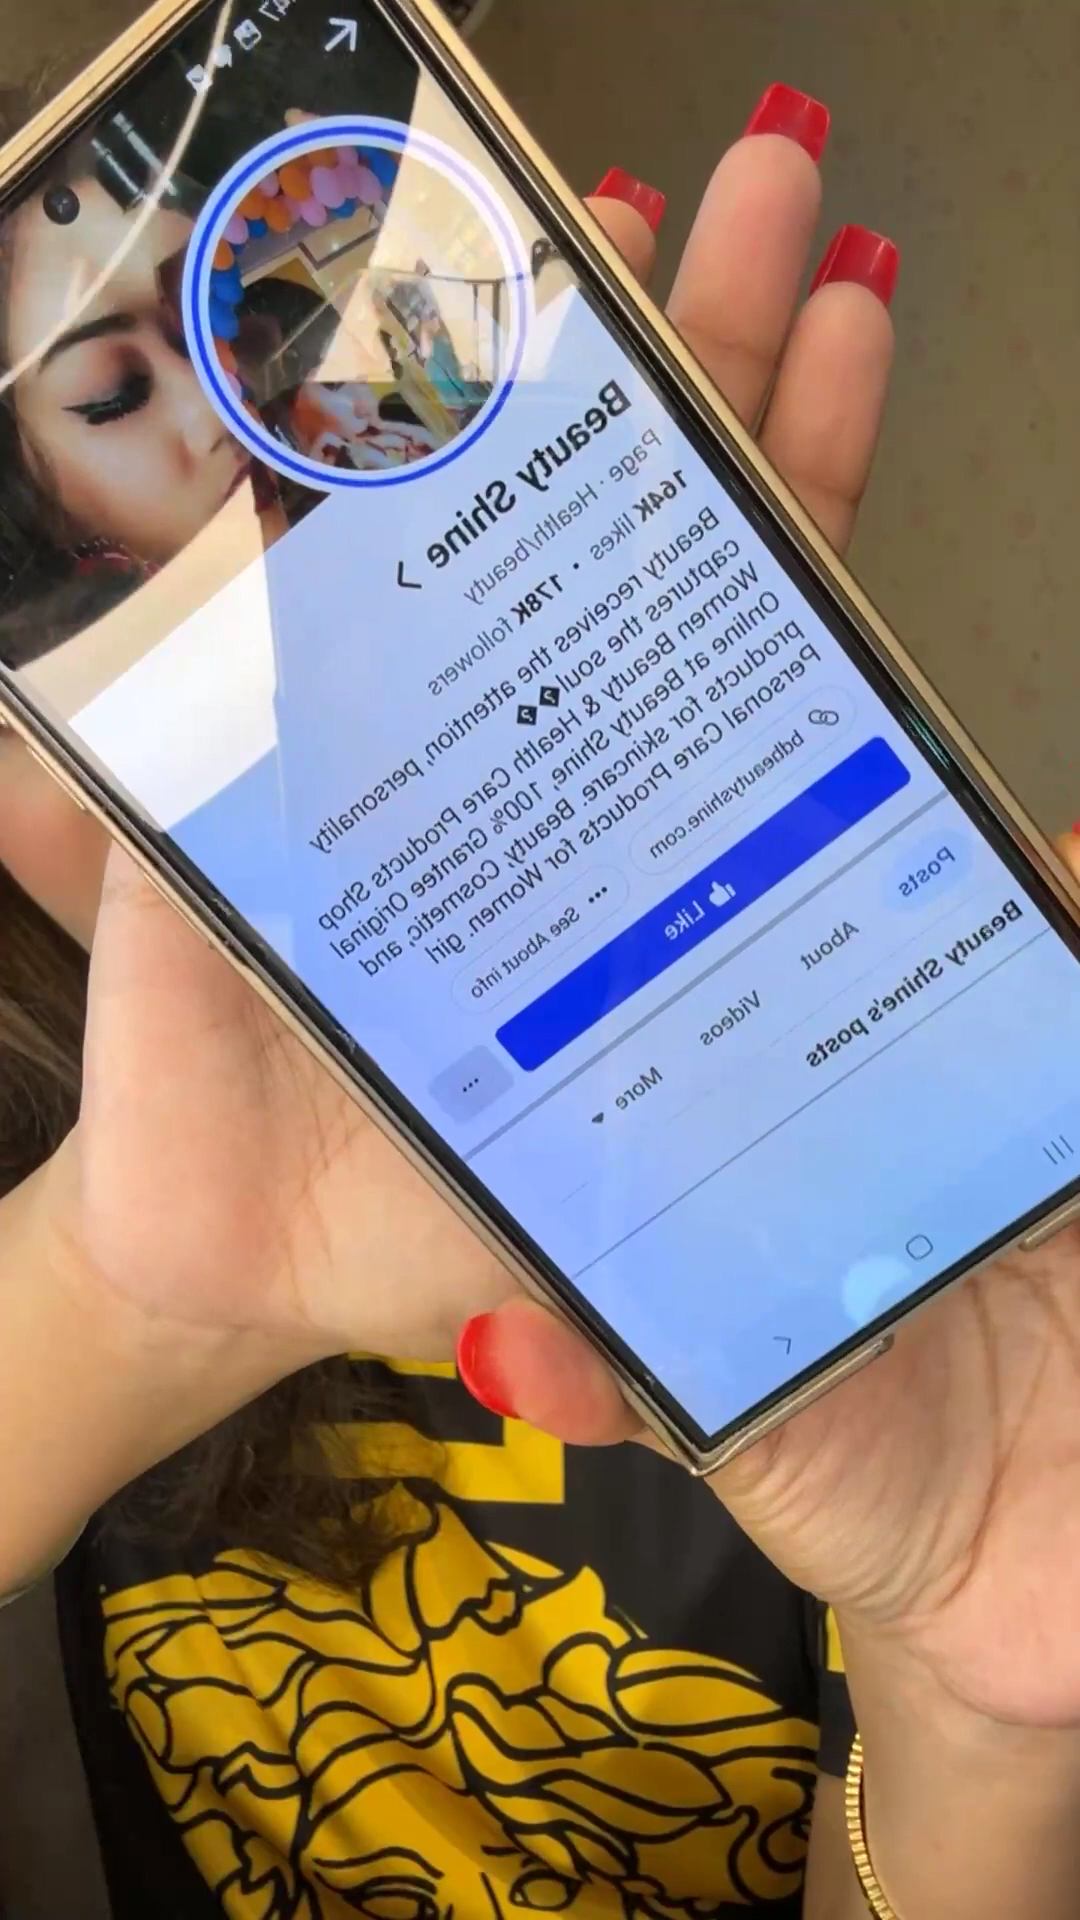 Beauty Shine >
Page · Health/beauty
164K likes • 178K followers
Beauty receives the attention, personality
captures the soul
Women Beauty & Health Care Products Shop
Online at Beauty Shine, 100% Grantee Original
products for skincare. Beauty, Cosmetic, and
Personal Care Products for Women. girl
bdbeautyshine.com
••• See About info
Like
...
Posts
About
Videos
More
Beauty Shine's posts